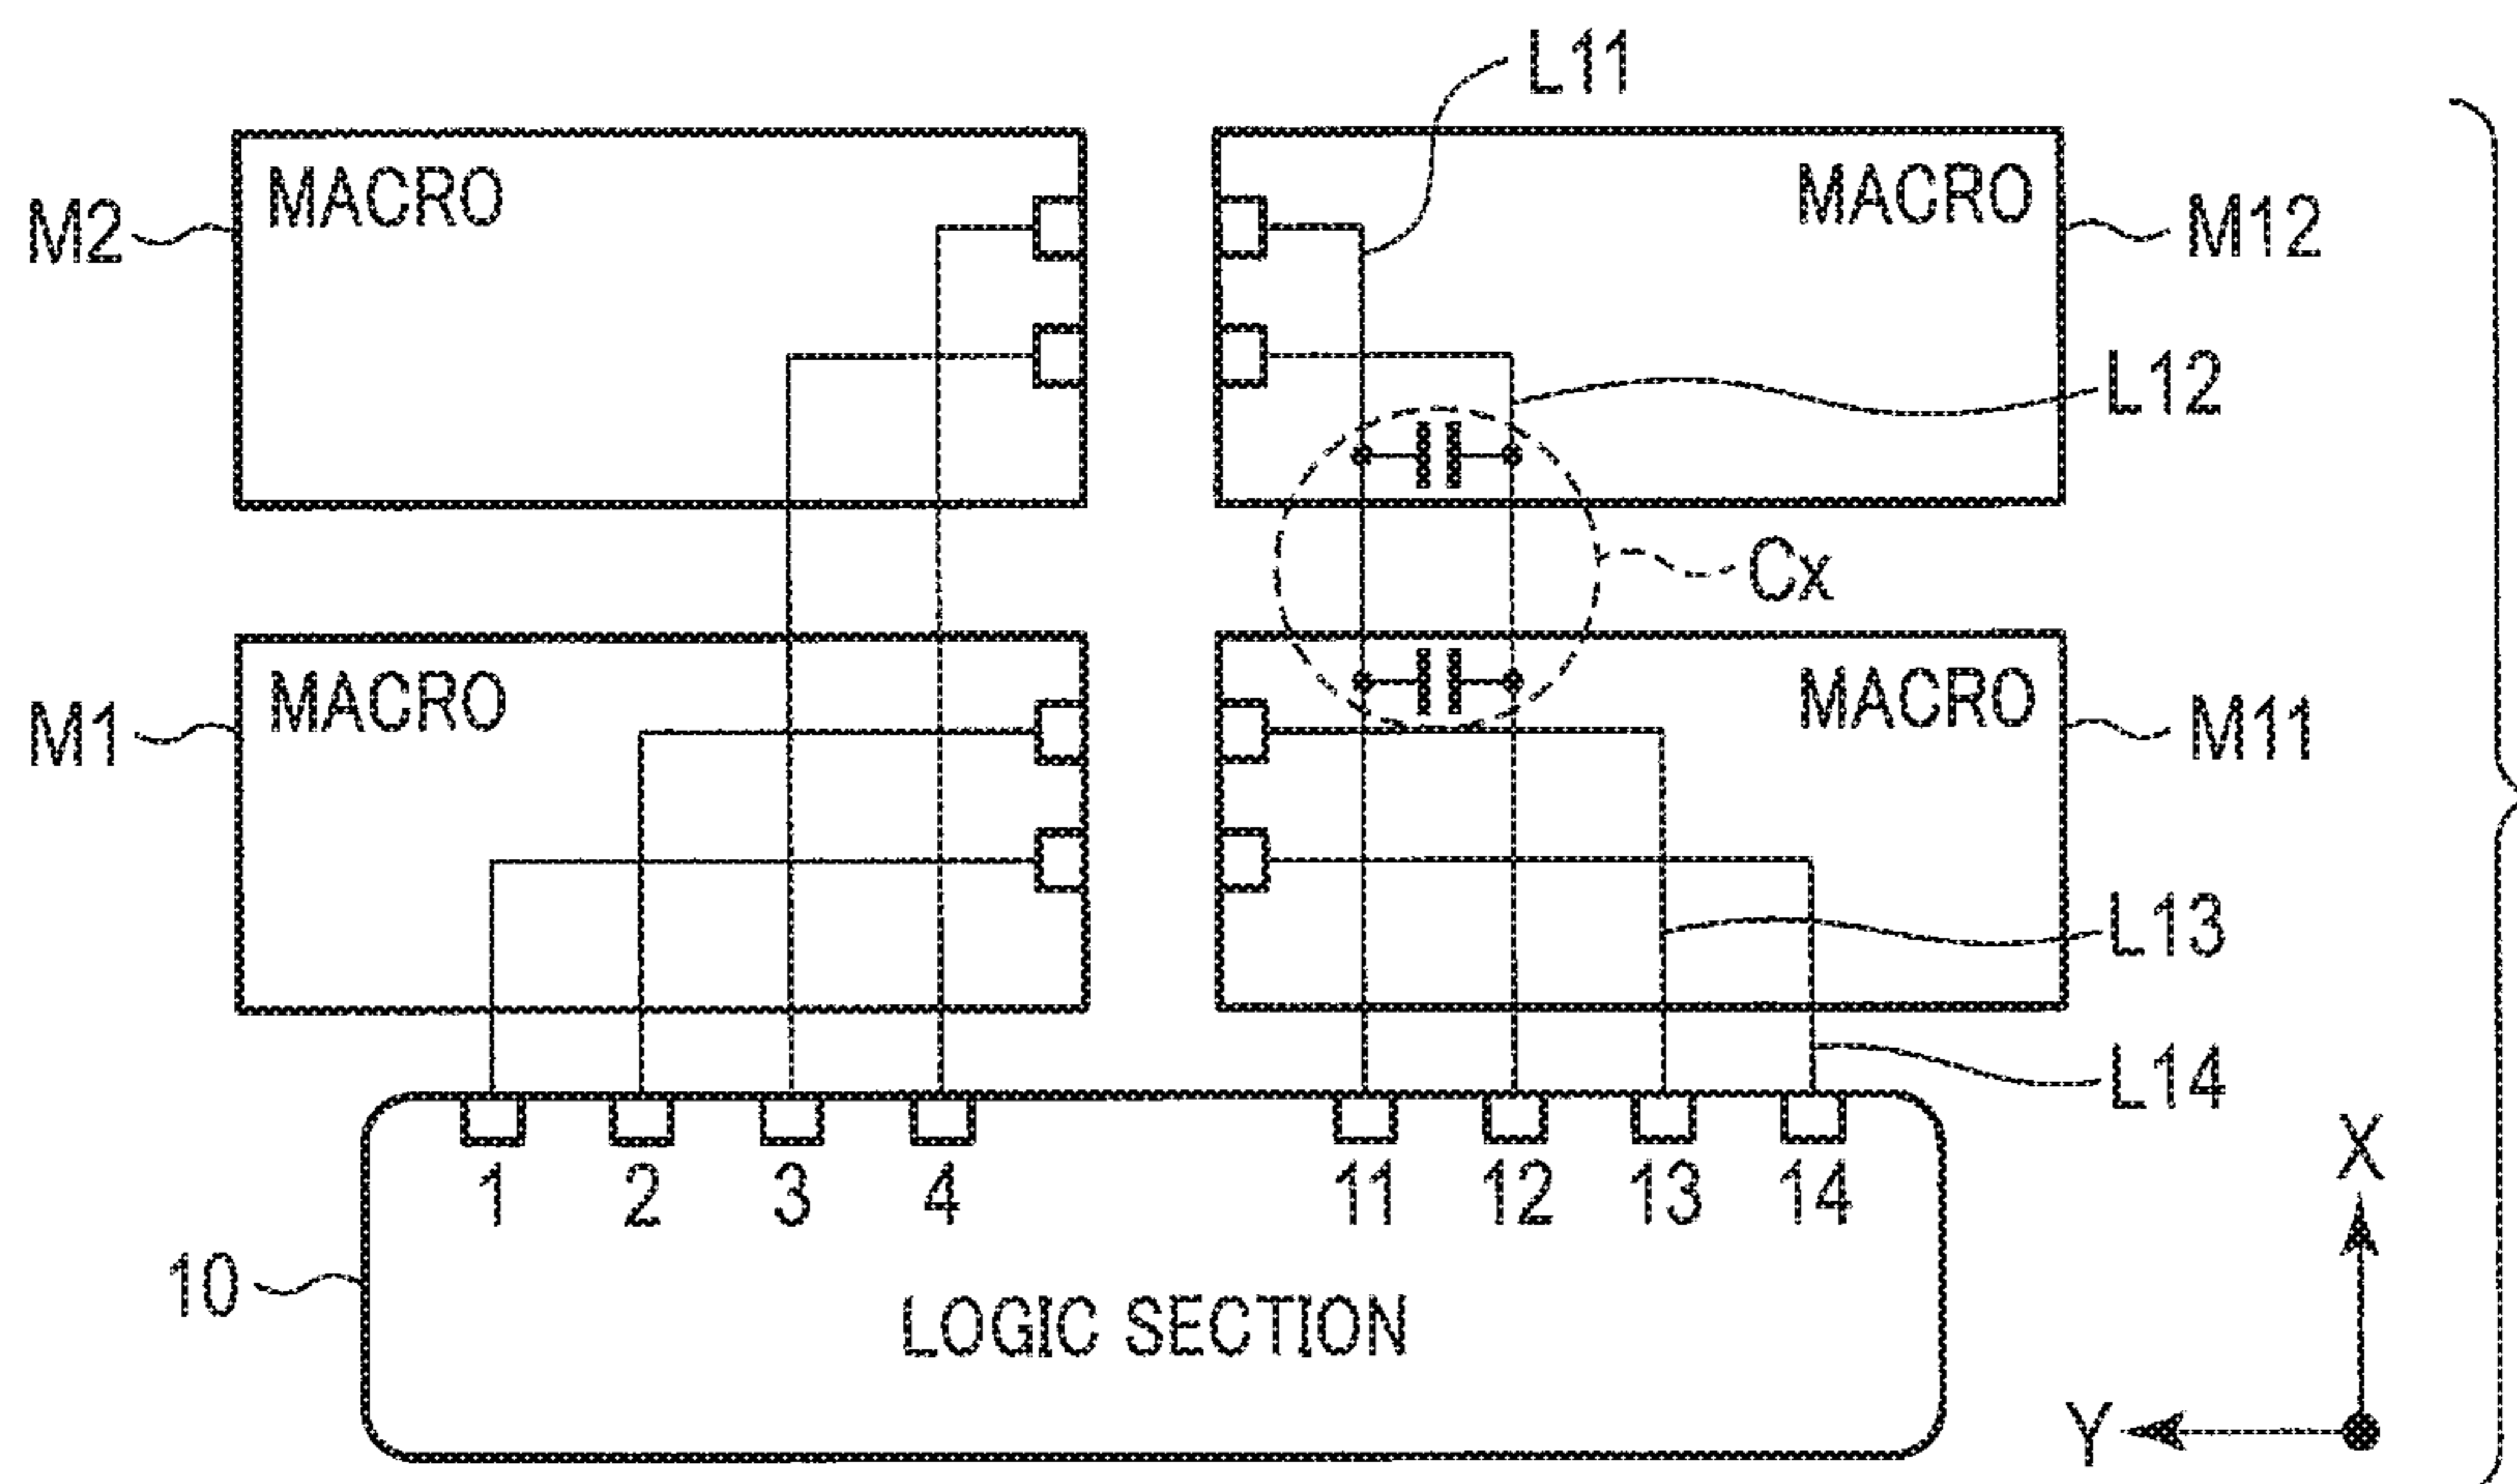 L11
MACRO
MACRO
M2
M12
L12
Cx
MACRO
MACRO
M1
M11
L13
L14
X
1 2 3 4 11 12 13 14
10
LOGIC SECTION
Y